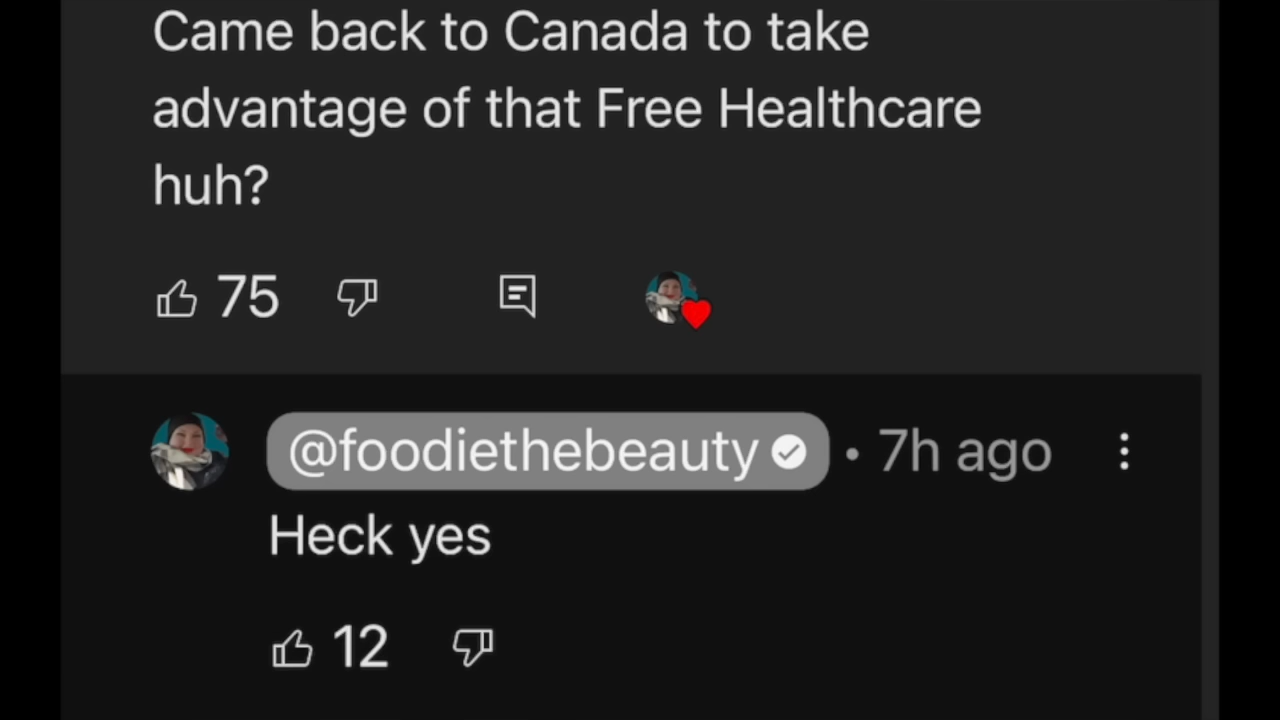 Came back to Canada to take
advantage of that Free Healthcare
huh?
75
@foodiethebeauty • 7h ago
Heck yes
12